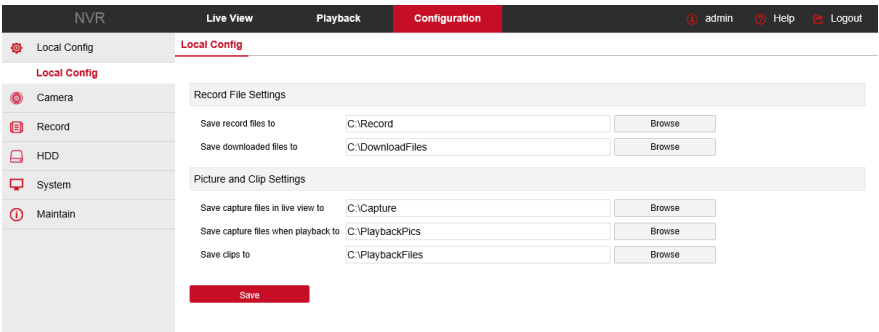 NVR Live View Playback Configuration admin Help Logout
Local Config
Local Config
Local Config
Camera
Record
HDD
System
Maintain
Record File Settings
Save record files to C:\Record Browse
Save downloaded files to C:\DownloadFiles Browse
Picture and Clip Settings
Save capture files in live view to C:\Capture Browse
Save capture files when playback to C:\PlaybackPics Browse
Save clips to C:\PlaybackFiles Browse
Save